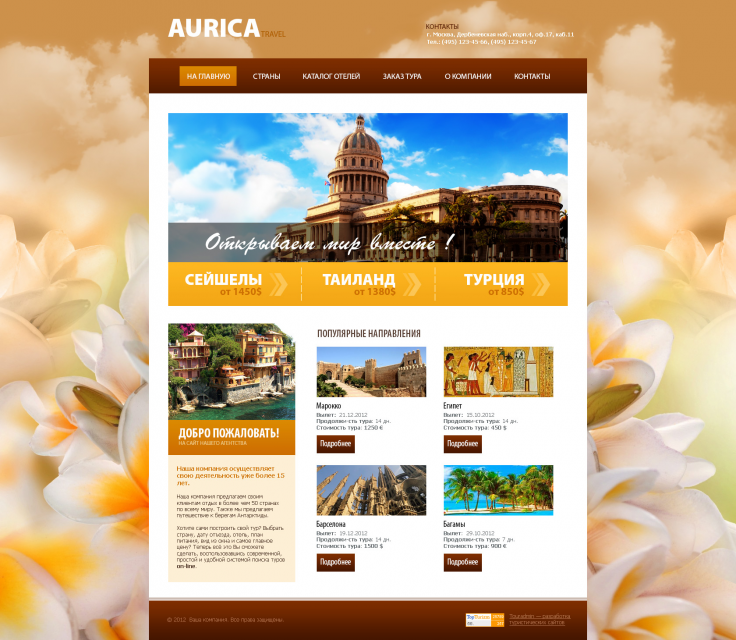 AURICA TRAVEL
КОНТАКТЫ
г. Москва, Дербеневская наб., корп.4, оф.17, каб.11
Тел.: (495) 123-45-66, (495) 123-45-67
НА ГЛАВНУЮ СТРАНЫ КАТАЛОГ ОТЕЛЕЙ ЗАКАЗ ТУРА О КОМПАНИИ КОНТАКТЫ
Открываем мир вместе !
СЕЙШЕЛЫ ТАИЛАНД ТУРЦИЯ
от 1450$ от 1380$ от 850$
ДОБРО ПОЖАЛОВАТЬ!
НА САЙТ НАШЕГО АГЕНТСТВА
Наша компания осуществляет
свою деятельность уже более 15
лет.
Наша компания предлагаем своим
клиентам отдых в более чем 50 странах
по всему миру. Также мы предлагаем
путешествие к берегам Антарктиды.
Хотите сами построить свой тур? Выбрать
страну, дату отъезда, отель, план
питания, вид из окна и самое главное
цену? Теперь всё это Вы сможете
сделать, воспользовавшись современной,
простой и удобной системой поиска туров
on-line.
ПОПУЛЯРНЫЕ НАПРАВЛЕНИЯ
Марокко
Вылет: 21.12.2012
Продолжи-сть тура: 14 дн.
Стоимость тура: 1250 €
Подробнее
Египет
Вылет: 15.10.2012
Продолжи-сть тура: 14 дн.
Стоимость тура: 450 $
Подробнее
Барселона
Вылет: 19.12.2012
Продолжи-сть тура: 14 дн.
Стоимость тура: 1500 $
Подробнее
Багамы
Вылет: 29.10.2012
Продолжи-сть тура: 7 дн.
Стоимость тура: 900 €
Подробнее
© 2012 Ваша компания. Все права защищены.
Touradmin — разработка
туристических сайтов